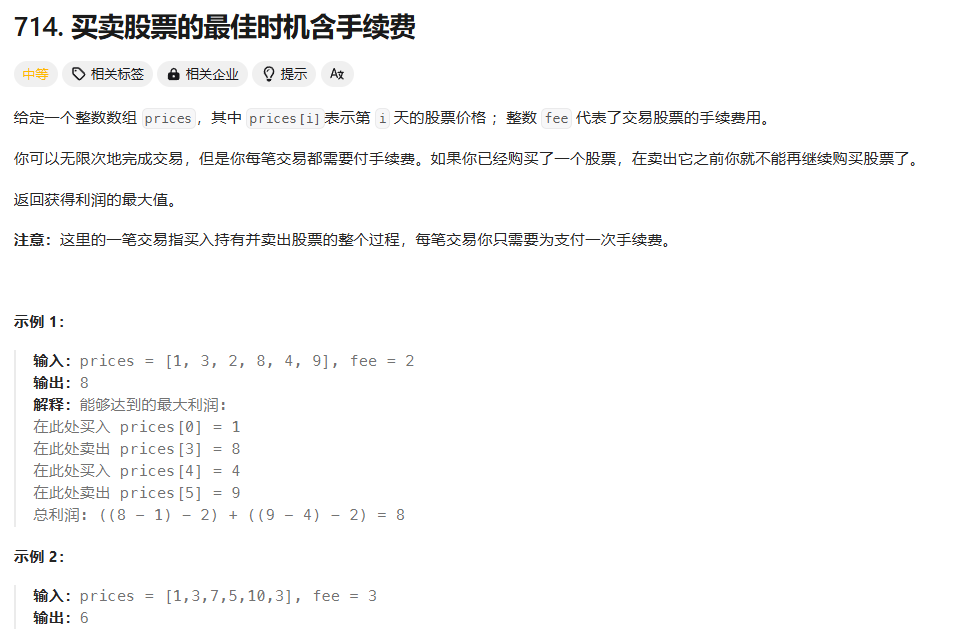 714. 买卖股票的最佳时机含手续费
中等 相关标签 相关企业 提示 Aあ
给定一个整数数组 prices，其中 prices[i]表示第 i 天的股票价格 ；整数 fee 代表了交易股票的手续费用。
你可以无限次地完成交易，但是你每笔交易都需要付手续费。如果你已经购买了一个股票，在卖出它之前你就不能再继续购买股票了。
返回获得利润的最大值。
注意：这里的一笔交易指买入持有并卖出股票的整个过程，每笔交易你只需要为支付一次手续费。
示例 1：
输入：prices = [1, 3, 2, 8, 4, 9], fee = 2
输出：8
解释：能够达到的最大利润:
在此处买入 prices[0] = 1
在此处卖出 prices[3] = 8
在此处买入 prices[4] = 4
在此处卖出 prices[5] = 9
总利润: ((8 - 1) - 2) + ((9 - 4) - 2) = 8
示例 2：
输入：prices = [1,3,7,5,10,3], fee = 3
输出：6